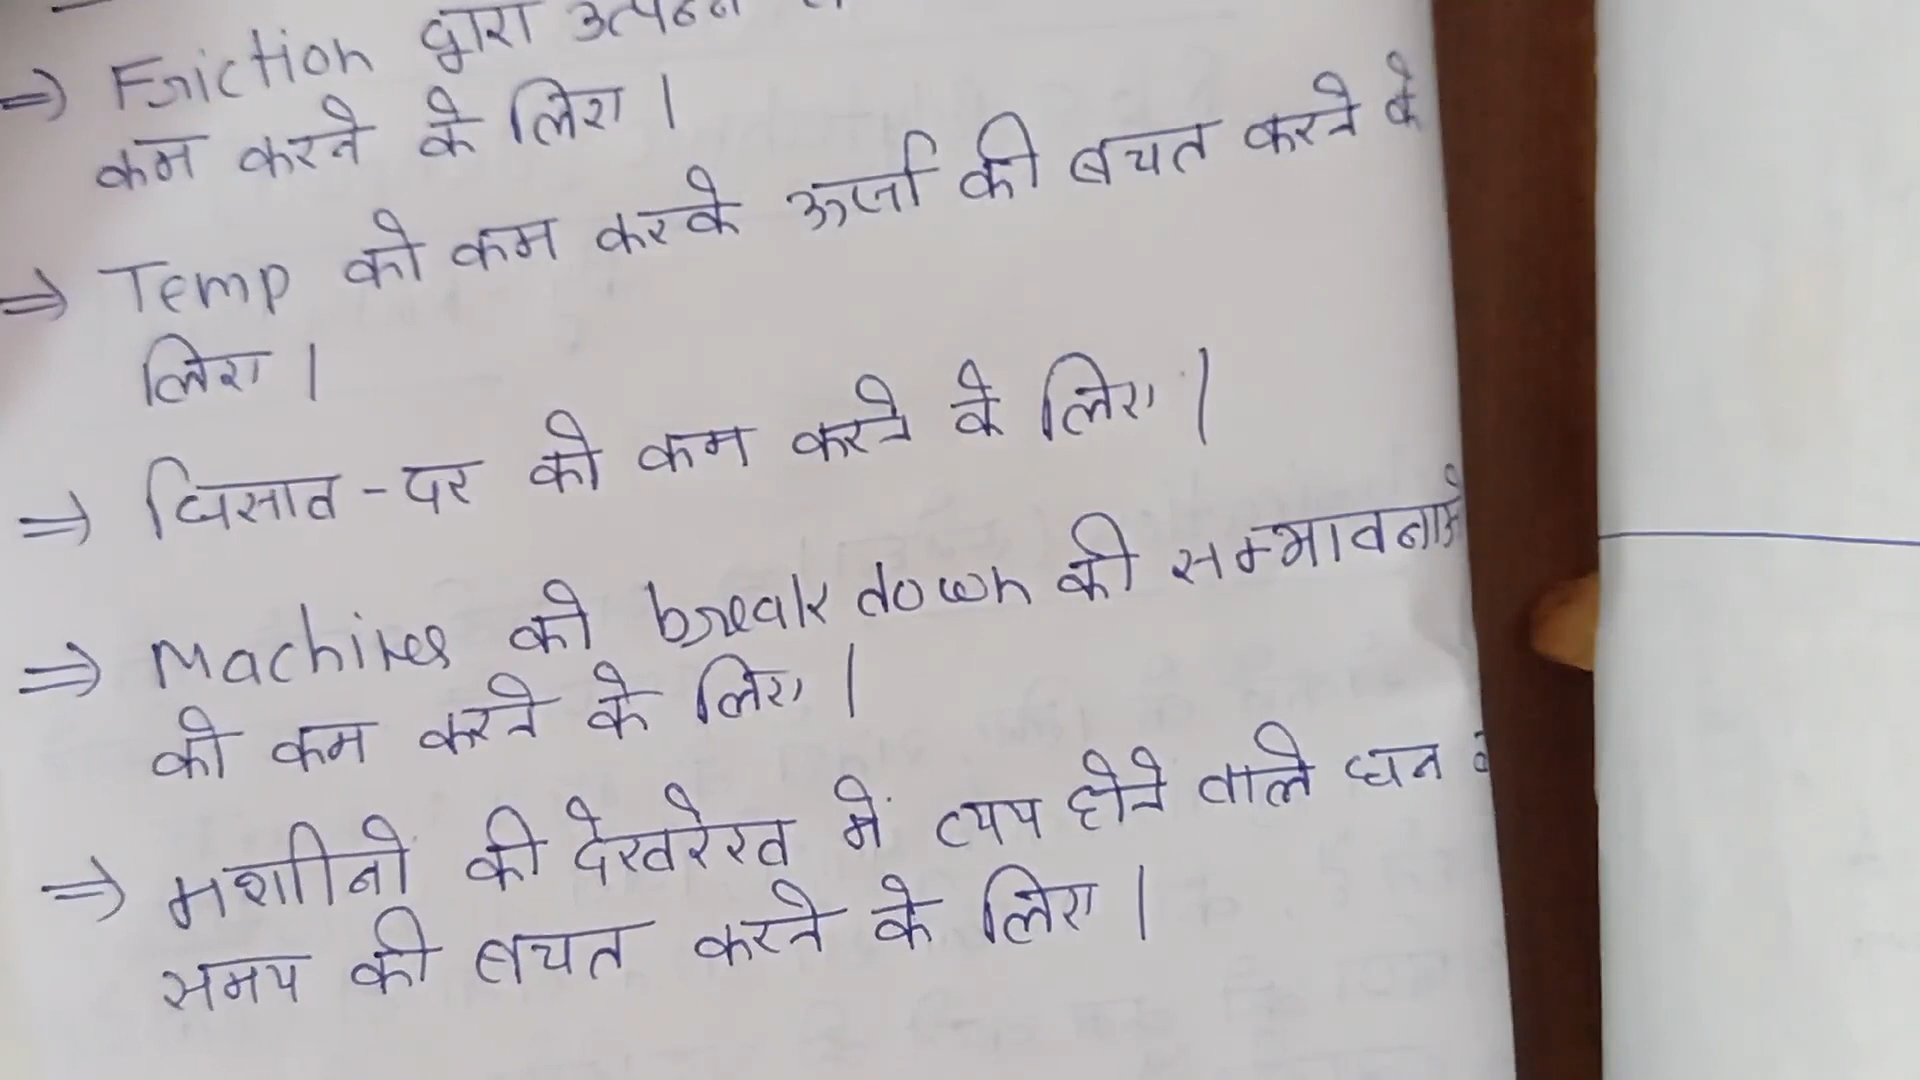 ⇒ Friction द्वारा उत्पन्न
कम करने के लिए।
⇒ Temp को कम करके ऊर्जा की बचत करने के
लिए।
⇒ घिसाव-दर को कम करने के लिए।
⇒ Machines को break down की सम्भावनाओं
को कम करने के लिए।
⇒ मशीनों की देखरेख में व्यय होने वाले धन
समय की बचत करने के लिए।